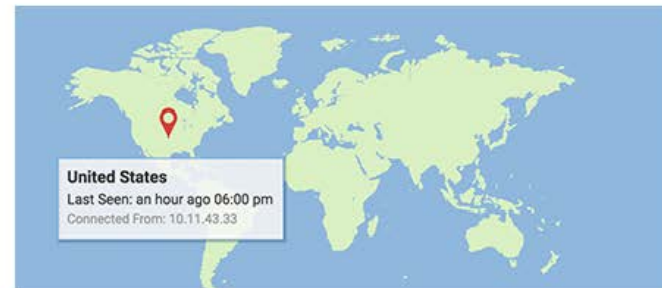 United States
Last Seen: an hour ago 06:00 pm
Connected From: 10.11.43.33